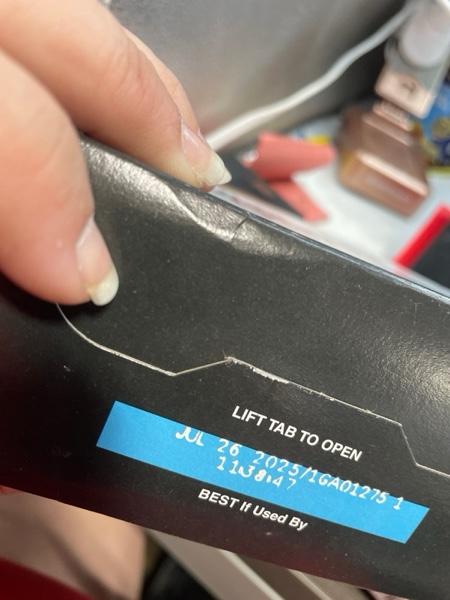 LIFT TAB TO OPEN
JUL 26 2025/1GA01275 1
11:38:47
BEST If Used By